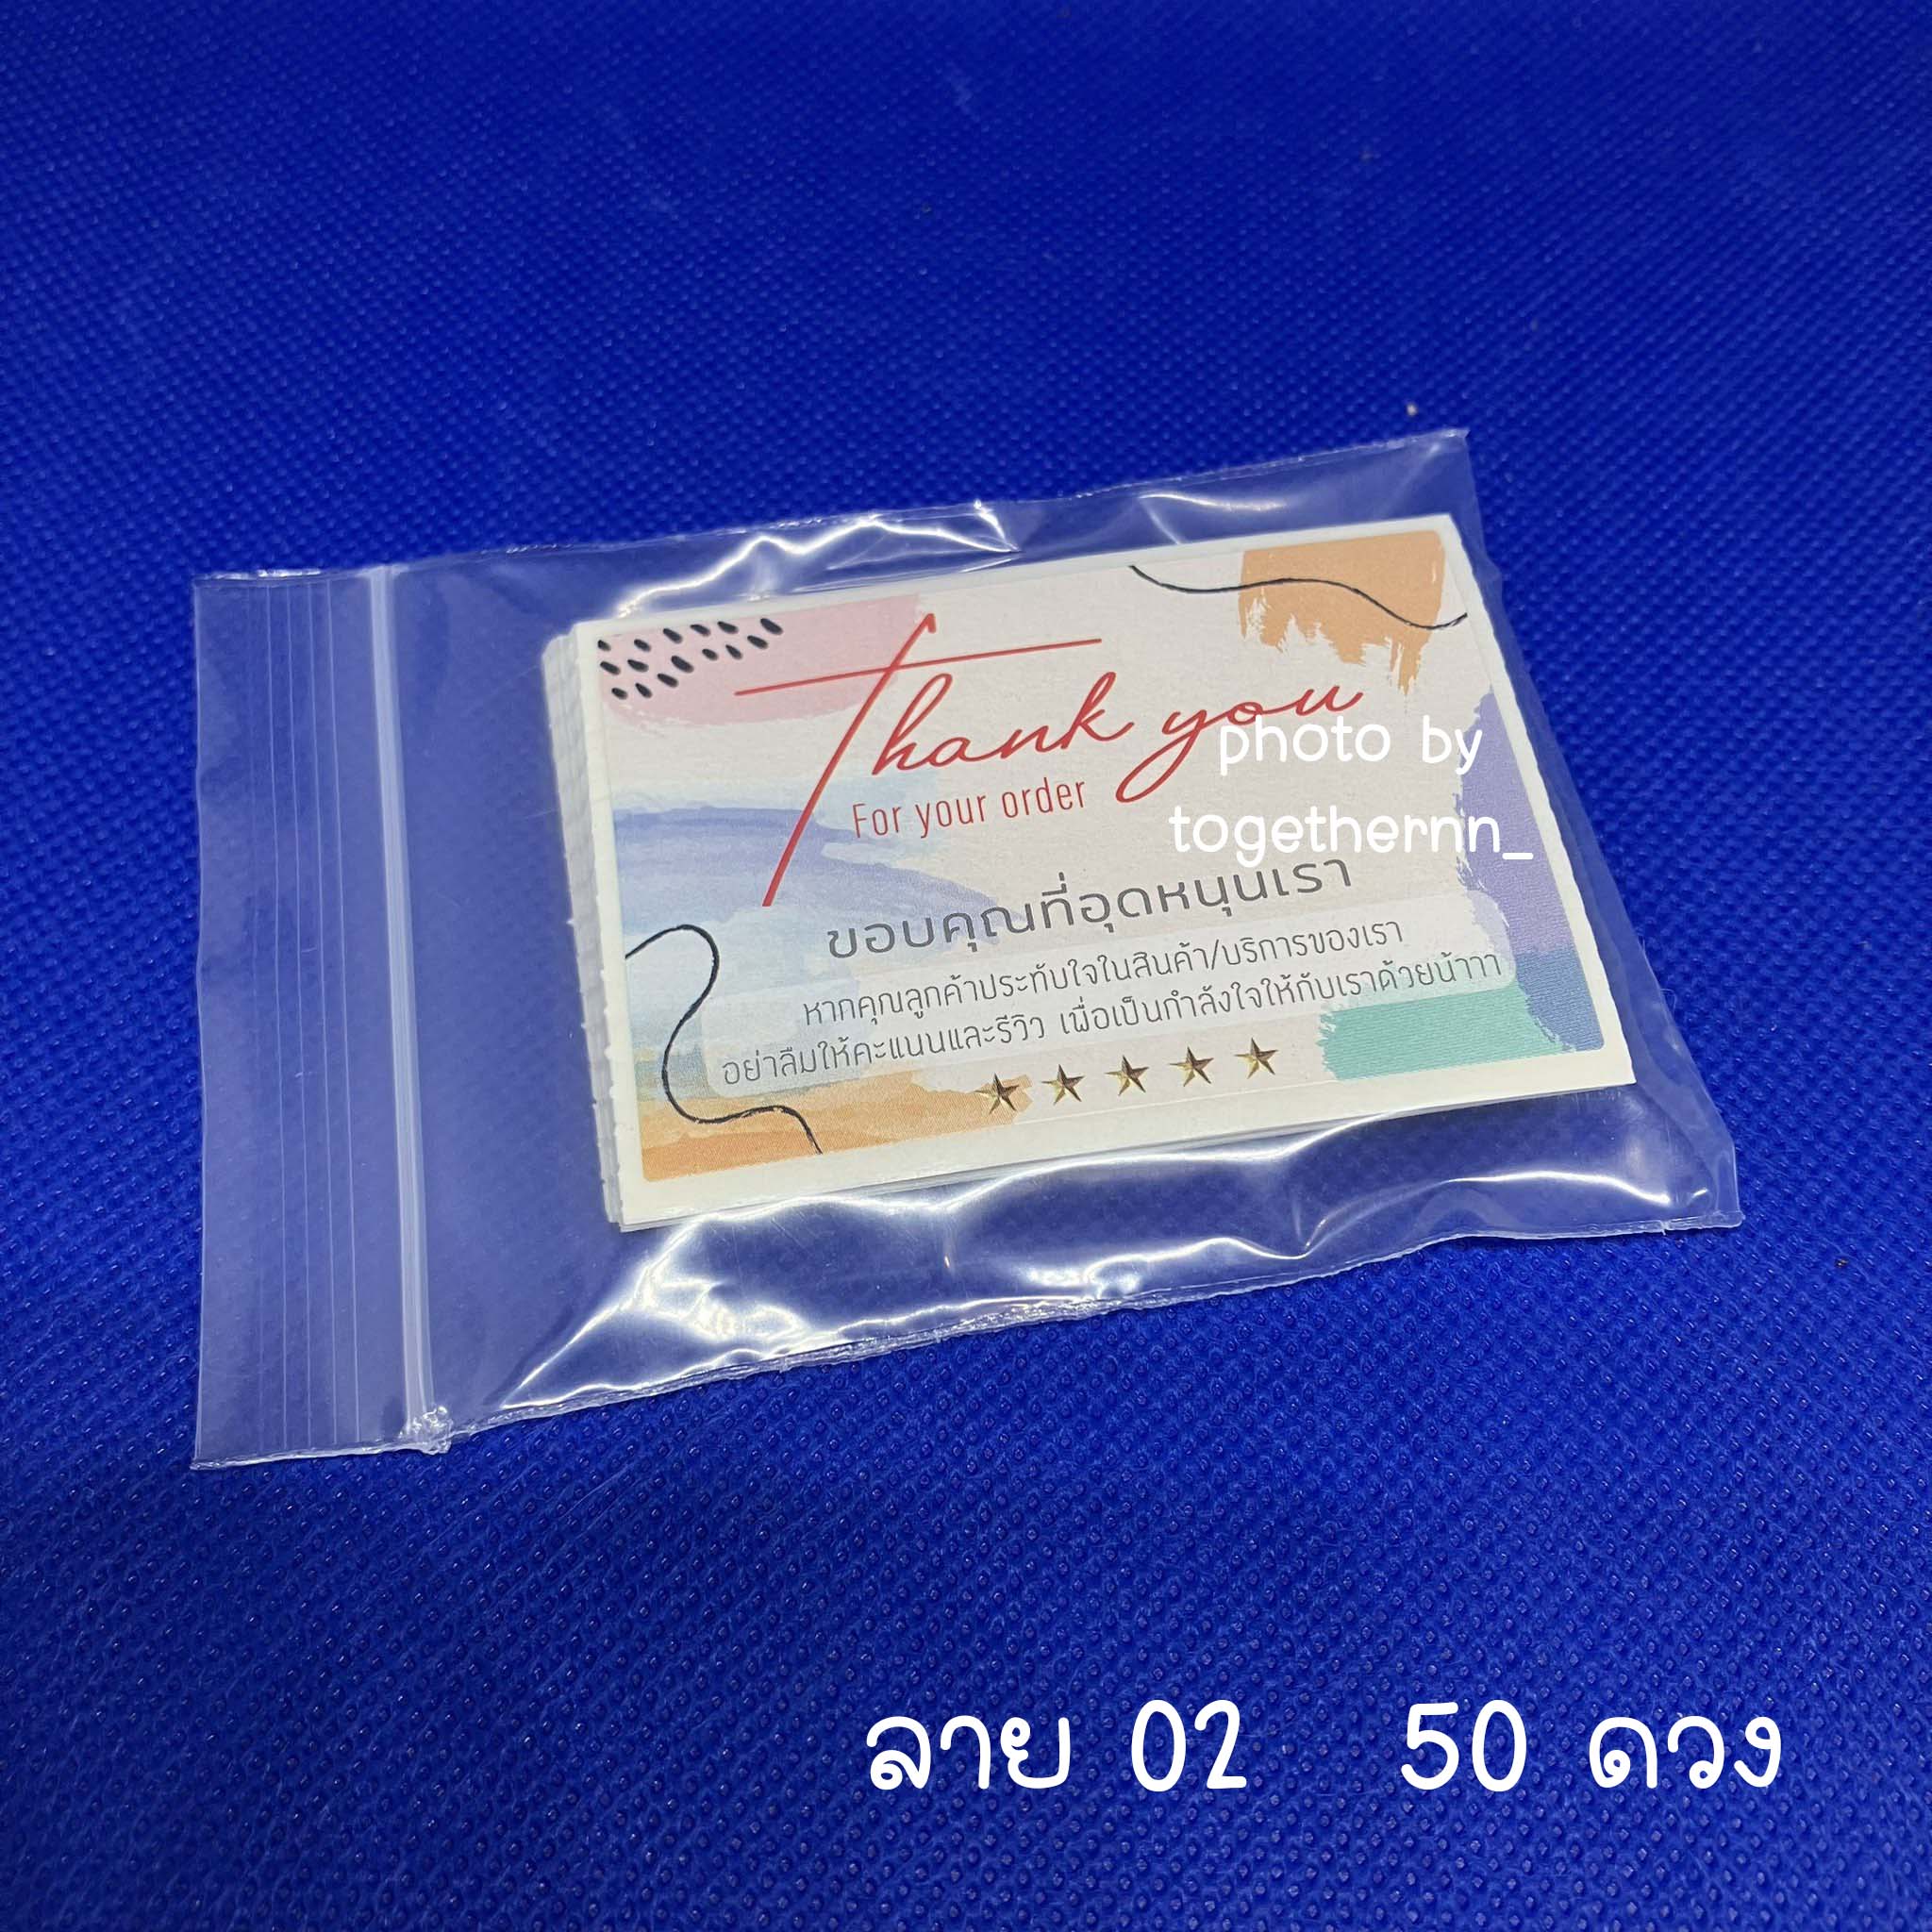 Thank you
For your order
photo by
togethernn_
ขอบคุณที่อุดหนุนเรา
หากคุณลูกค้าประทับใจในสินค้า/บริการของเรา
อย่าลืมให้คะแนนและรีวิว เพื่อเป็นกำลังใจให้กับเราด้วยน้าาา
ลาย 02 50 ดวง